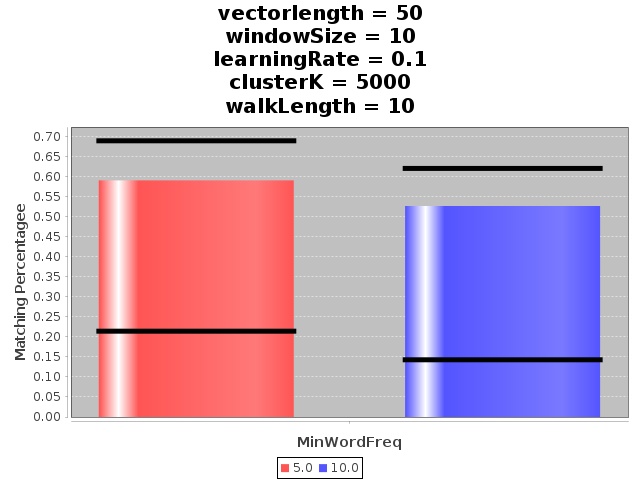 vectorlength = 50
windowSize = 10
learningRate = 0.1
clusterK = 5000
walkLength = 10
0.70
0.65
0.60
0.55
0.50
0.45
0.40
0.35
0.30
0.25
0.20
0.15
0.10
0.05
0.00
Matching Percentagee
MinWordFreq
5.0 10.0